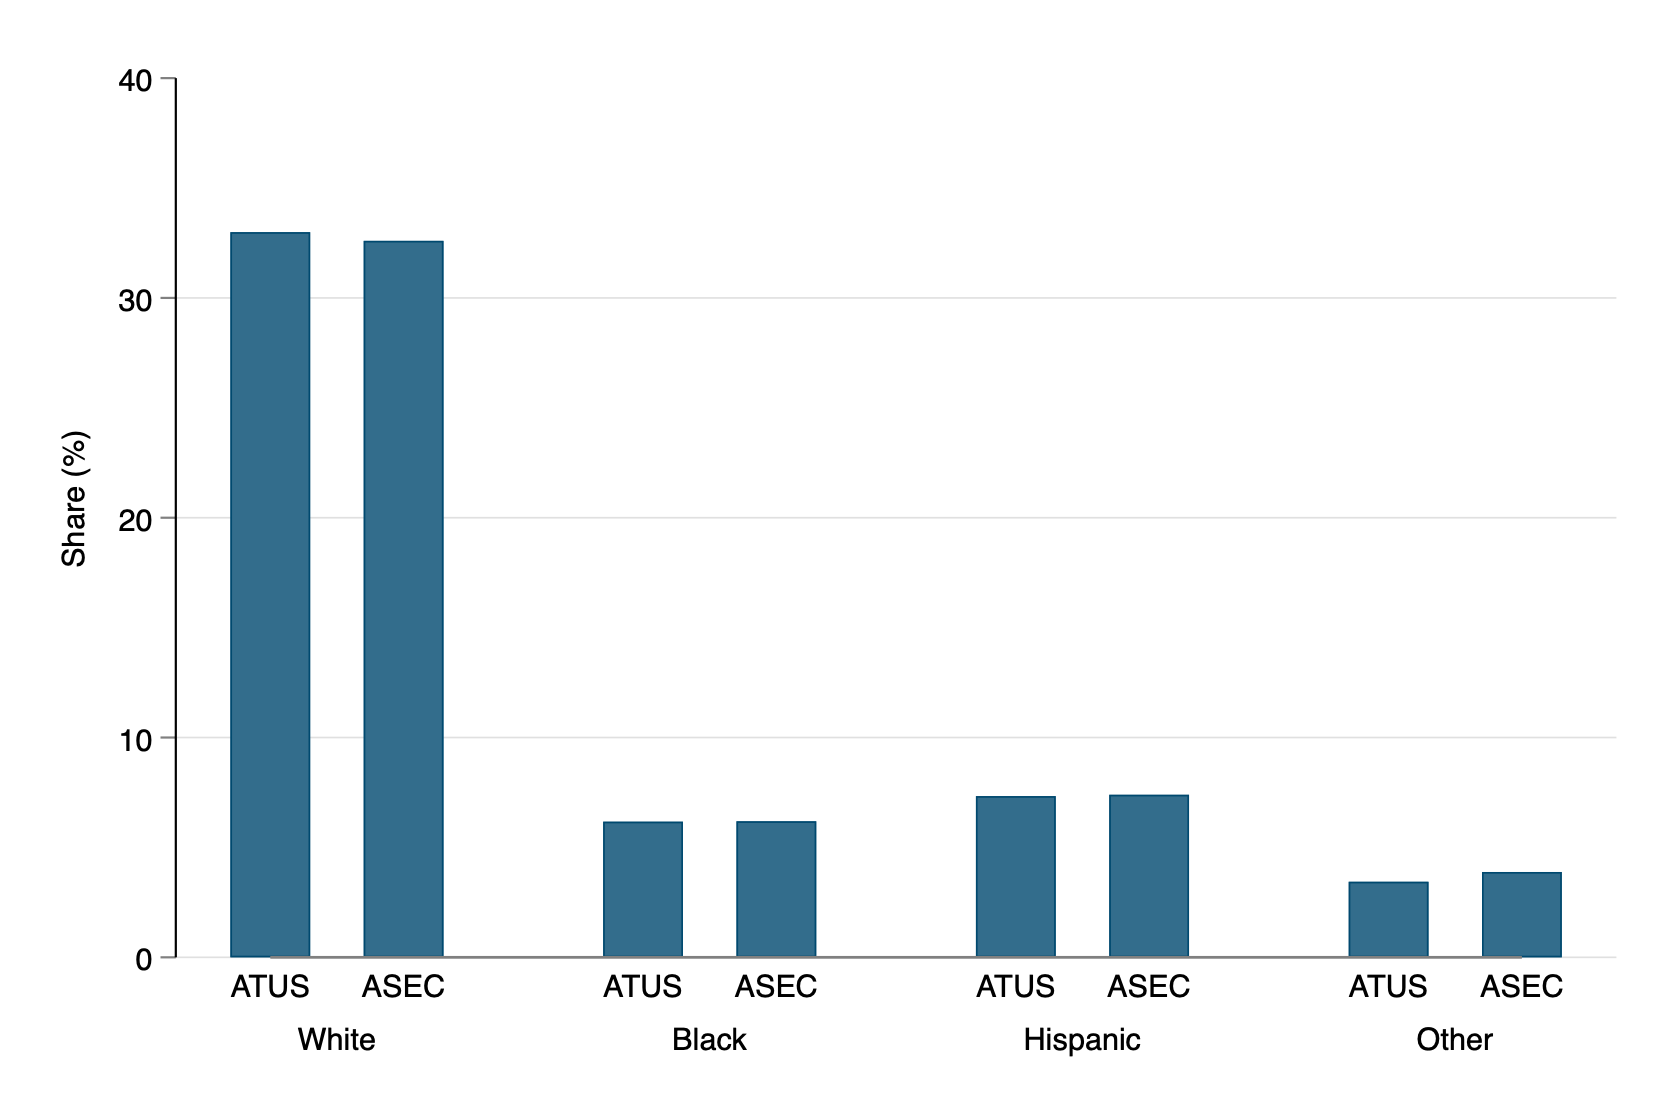 40
30
20
10
0
Share (%)
ATUS ASEC ATUS ASEC ATUS ASEC ATUS ASEC
White Black Hispanic Other